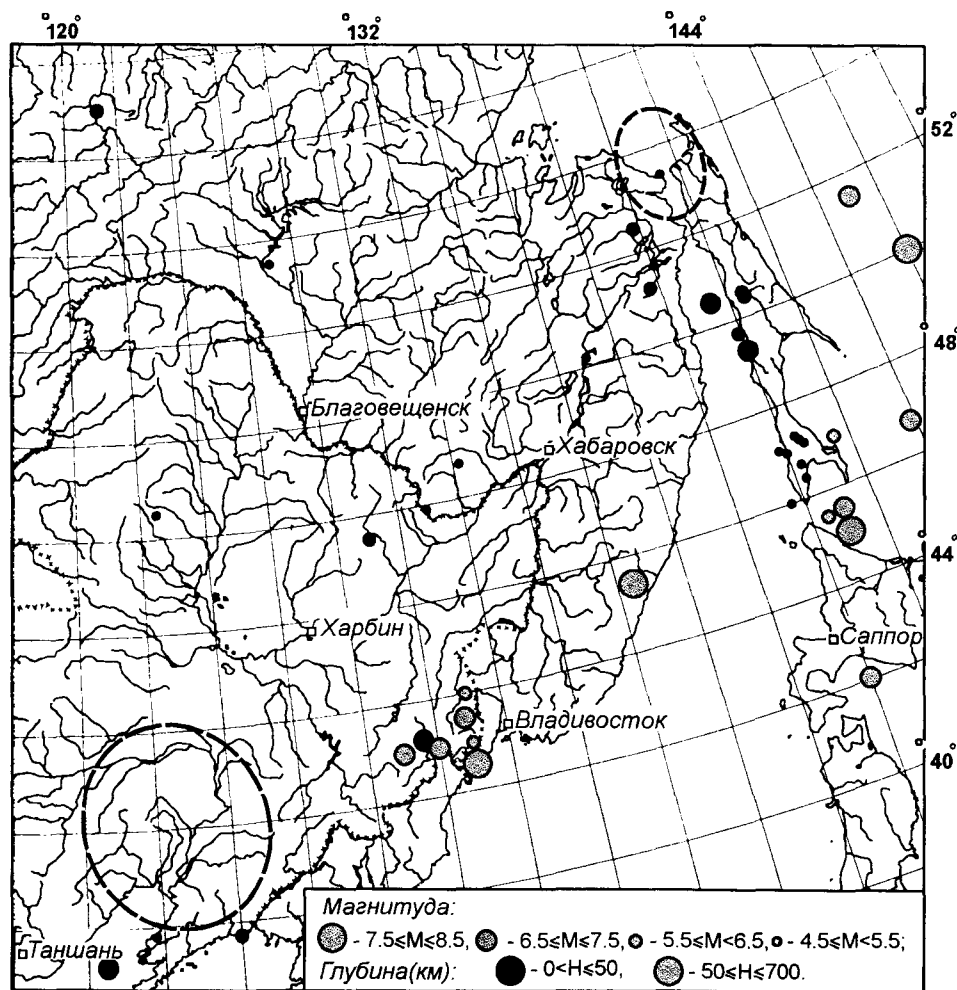 120° 132° 144°
52°
48°
Благовещенск
Хабаровск
44°
Харбин
Саппор
Владивосток
40°
Магнитуда:
- 7.5≤М≤8.5, - 6.5≤М≤7.5, - 5.5≤М<6.5, - 4.5≤М<5.5;
Таншань
Глубина(км): - 0<Н≤50, - 50≤Н≤700.